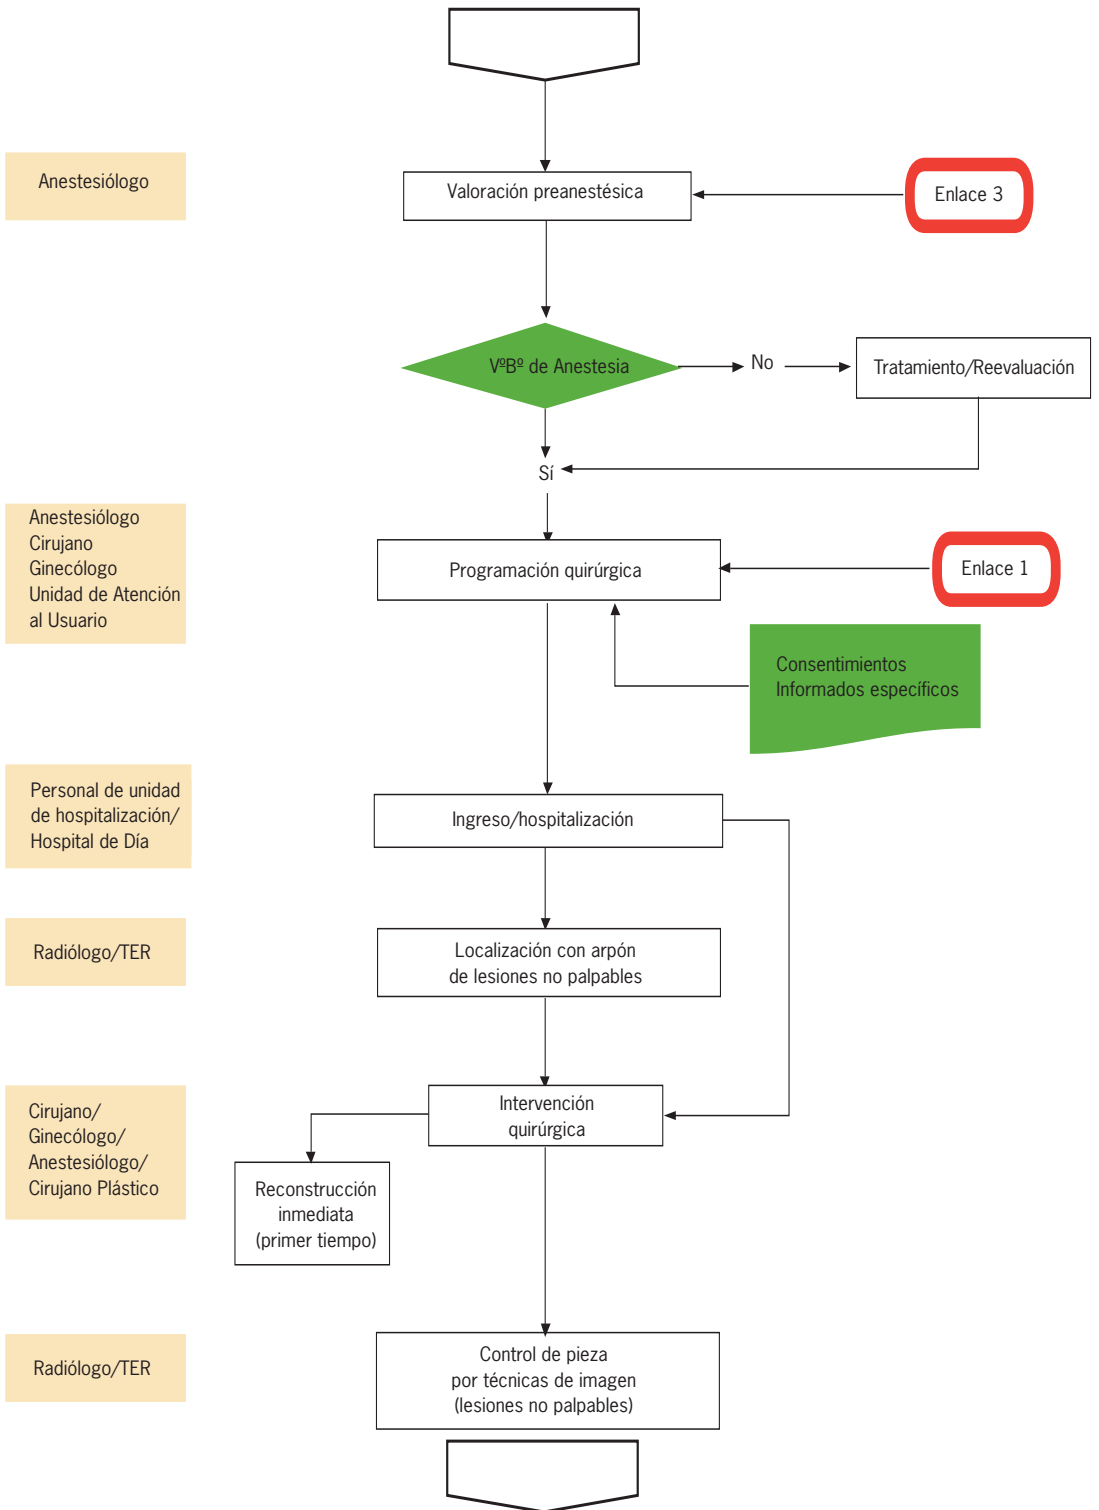 Anestesiólogo
Valoración preanestésica
Enlace 3
VºBº de Anestesia
No
Tratamiento/Reevaluación
Sí
Anestesiólogo
Cirujano
Ginecólogo
Unidad de Atención
al Usuario
Programación quirúrgica
Enlace 1
Consentimientos
Informados específicos
Personal de unidad
de hospitalización/
Hospital de Día
Ingreso/hospitalización
Radiólogo/TER
Localización con arpón
de lesiones no palpables
Cirujano/
Ginecólogo/
Anestesiólogo/
Cirujano Plástico
Intervención
quirúrgica
Reconstrucción
inmediata
(primer tiempo)
Radiólogo/TER
Control de pieza
por técnicas de imagen
(lesiones no palpables)